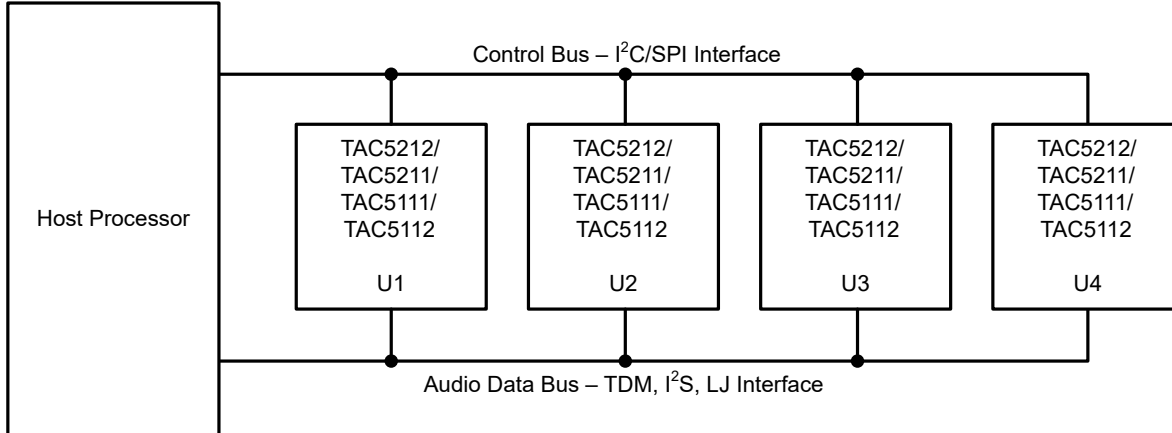 Control Bus – I²C/SPI Interface
Host Processor
TAC5212/
TAC5211/
TAC5111/
TAC5112
U1
TAC5212/
TAC5211/
TAC5111/
TAC5112
U2
TAC5212/
TAC5211/
TAC5111/
TAC5112
U3
TAC5212/
TAC5211/
TAC5111/
TAC5112
U4
Audio Data Bus – TDM, I²S, LJ Interface